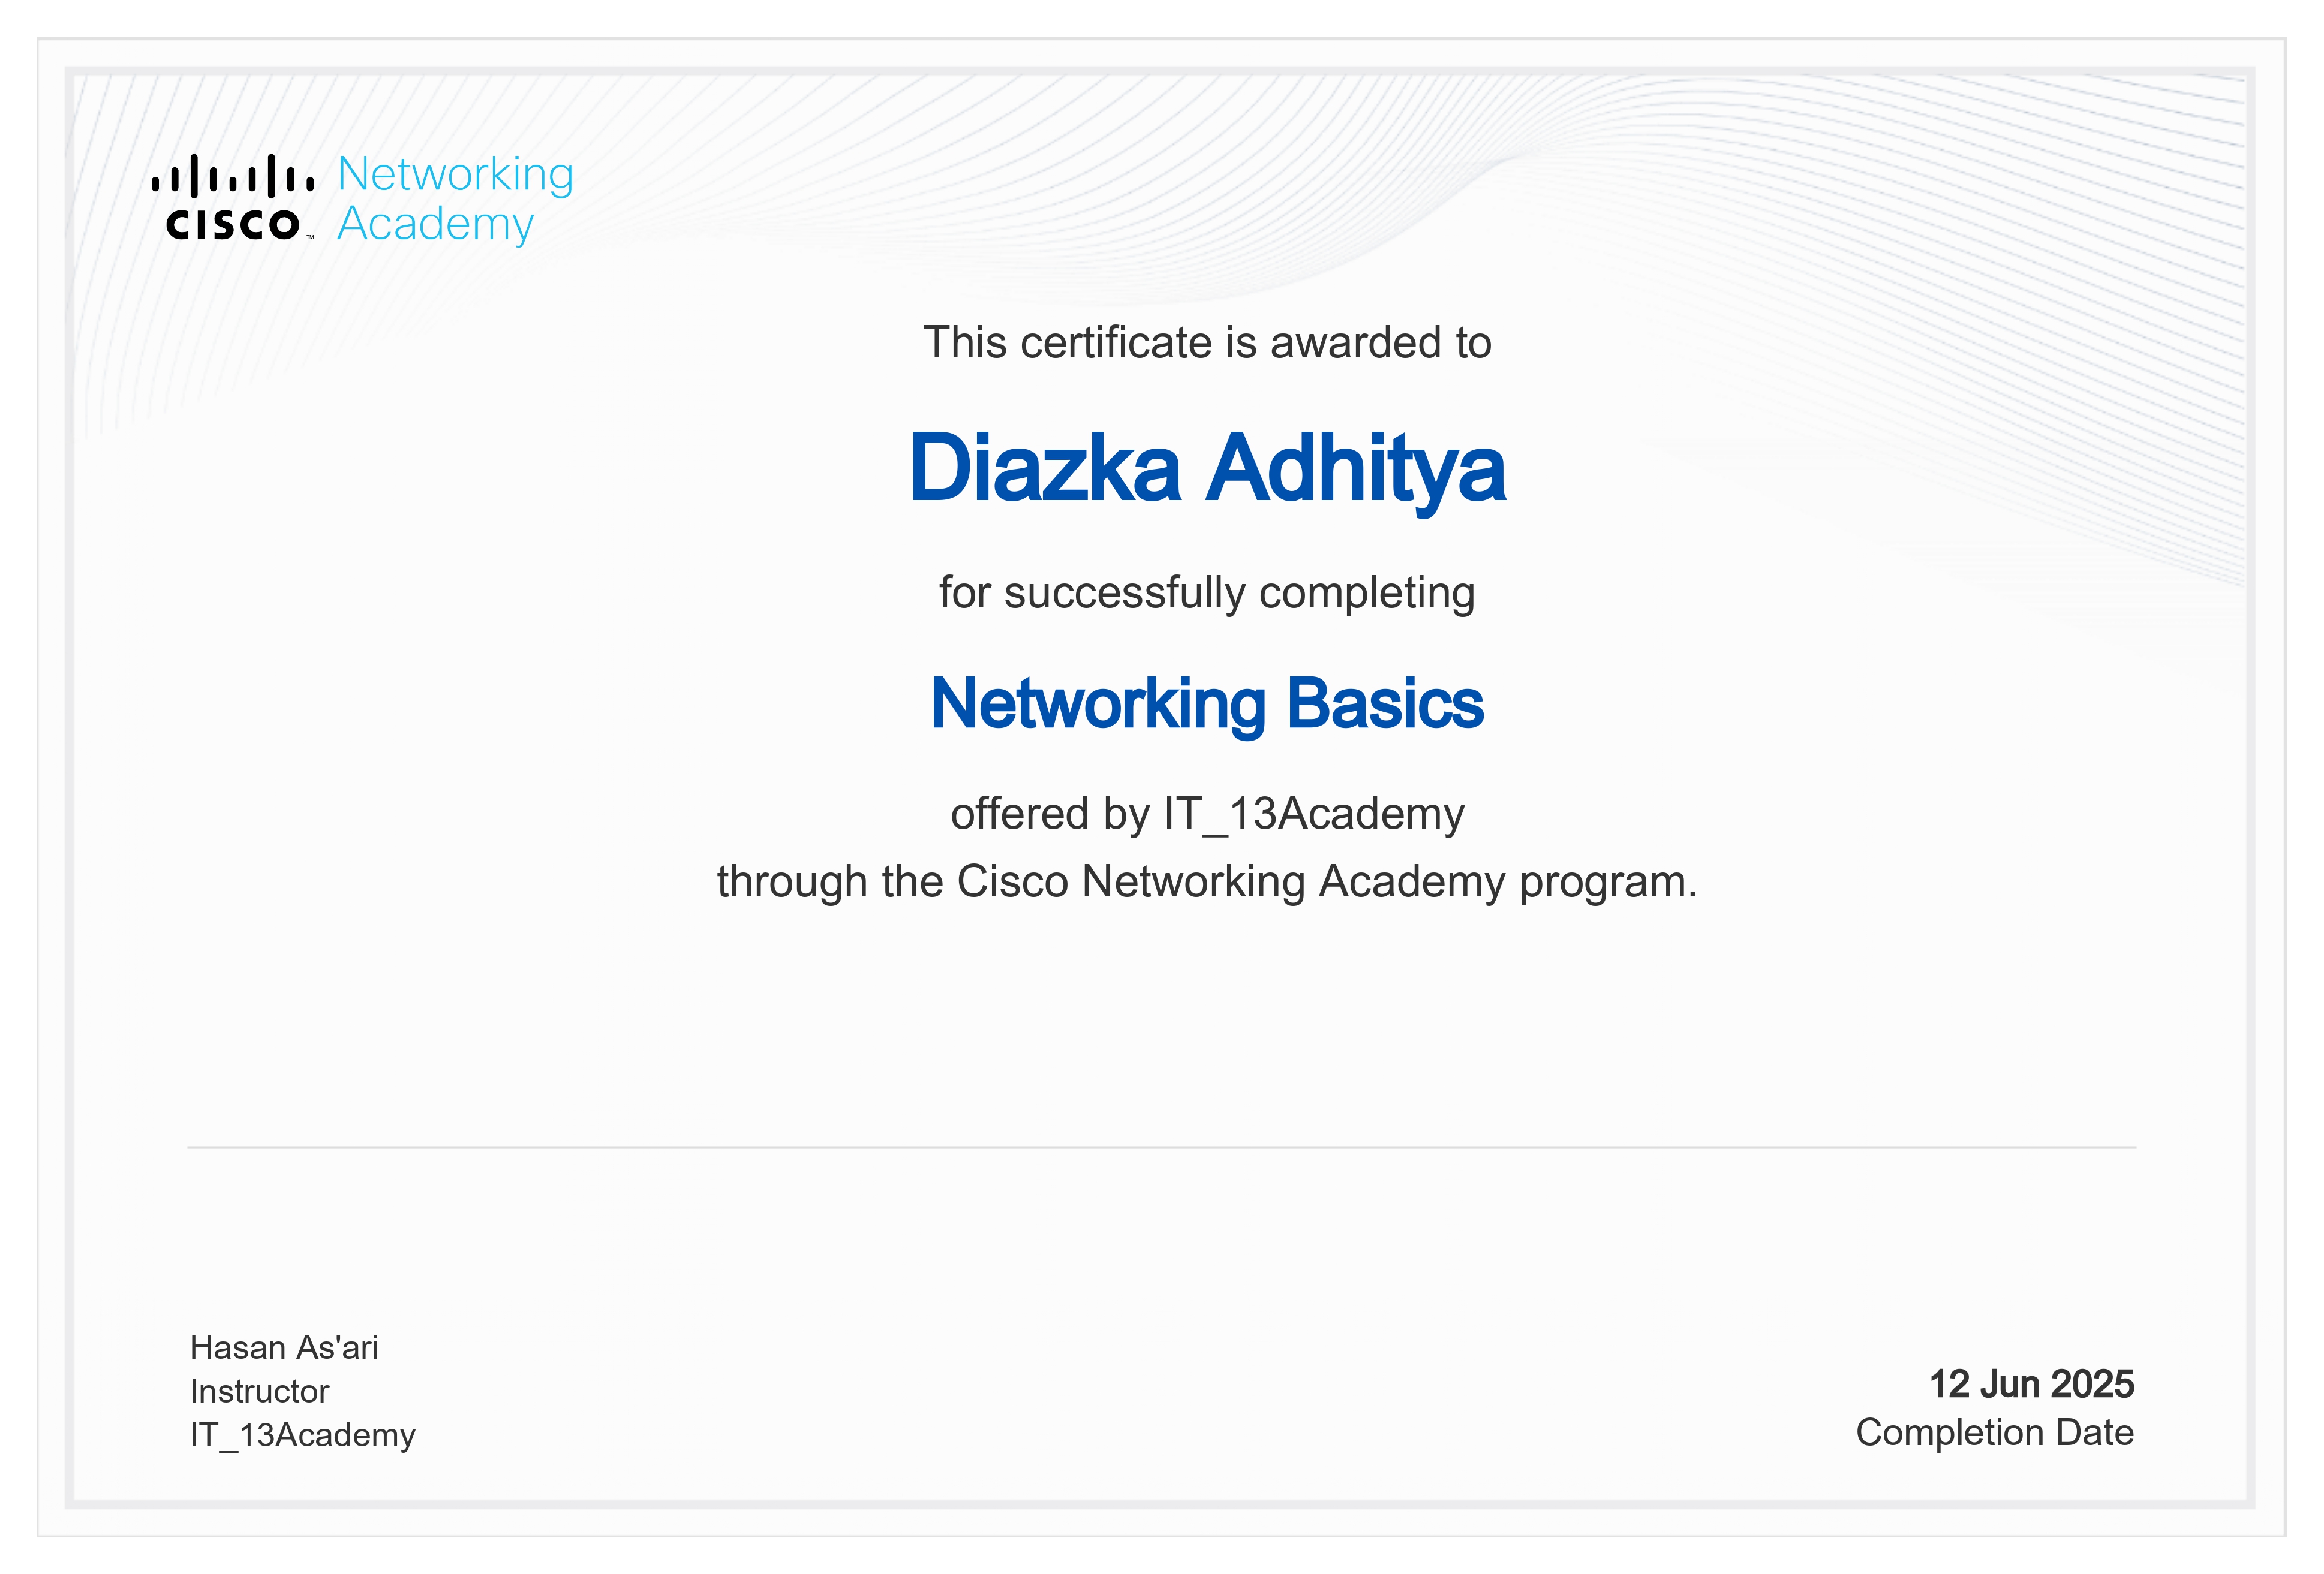 Networking
Academy
CISCO™
This certificate is awarded to
Diazka Adhitya
for successfully completing
Networking Basics
offered by IT_13Academy
through the Cisco Networking Academy program.
Hasan As'ari
Instructor
IT_13Academy
12 Jun 2025
Completion Date